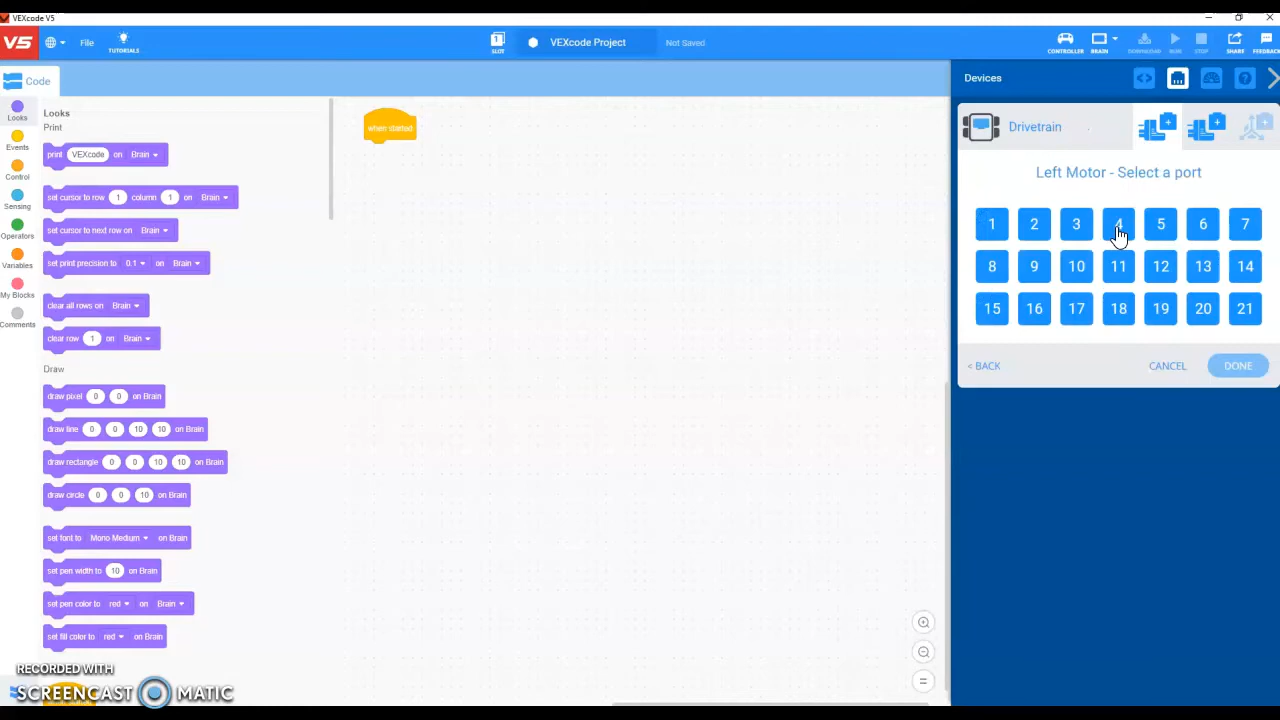 VEXcode V5
V5 File TUTORIALS 1 SLOT VEXcode Project Not Saved CONTROLLER BRAIN DOWNLOAD RUN STOP SHARE FEEDBACK
Code
Devices
Looks
Events
Control
Sensing
Operators
Variables
My Blocks
Comments
Looks
Print
print VEXcode on Brain
set cursor to row 1 column 1 on Brain
set cursor to next row on Brain
set print precision to 0.1 on Brain
clear all rows on Brain
clear row 1 on Brain
Draw
draw pixel 0 0 on Brain
draw line 0 0 10 10 on Brain
draw rectangle 0 0 10 10 on Brain
draw circle 0 0 10 on Brain
set font to Mono Medium on Brain
set pen width to 10 on Brain
set pen color to red on Brain
set fill color to red on Brain
when started
Drivetrain
Left Motor - Select a port
1 2 3 4 5 6 7
8 9 10 11 12 13 14
15 16 17 18 19 20 21
< BACK CANCEL DONE
RECORDED WITH
SCREENCAST MATIC